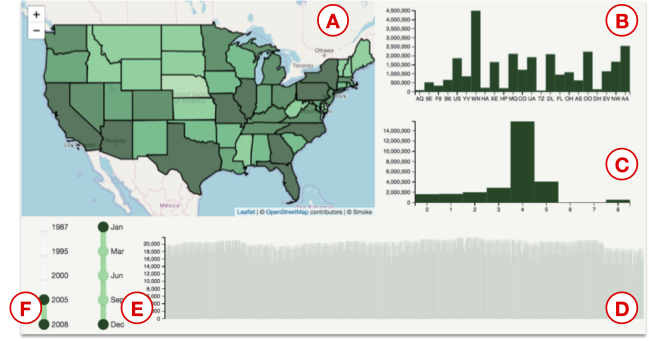 +
−
A
Ottawa
Toronto
York
México
Leaflet | © OpenStreetMap contributors | © Smoke
B
4,500,000
4,000,000
3,500,000
3,000,000
2,500,000
2,000,000
1,500,000
1,000,000
500,000
0
AQ 9E F9 B6 US YV WN HA XE HP MQ CO UA TZ DL FL OH AS OO DH EV NW AA
C
14,000,000
12,000,000
10,000,000
8,000,000
6,000,000
4,000,000
2,000,000
0
0 1 2 3 4 5 6 7 8
1987
1995
2000
2005
2008
F
Jan
Mar
Jun
Sep
Dec
E
20,000
18,000
16,000
14,000
12,000
10,000
8,000
6,000
4,000
2,000
0
D